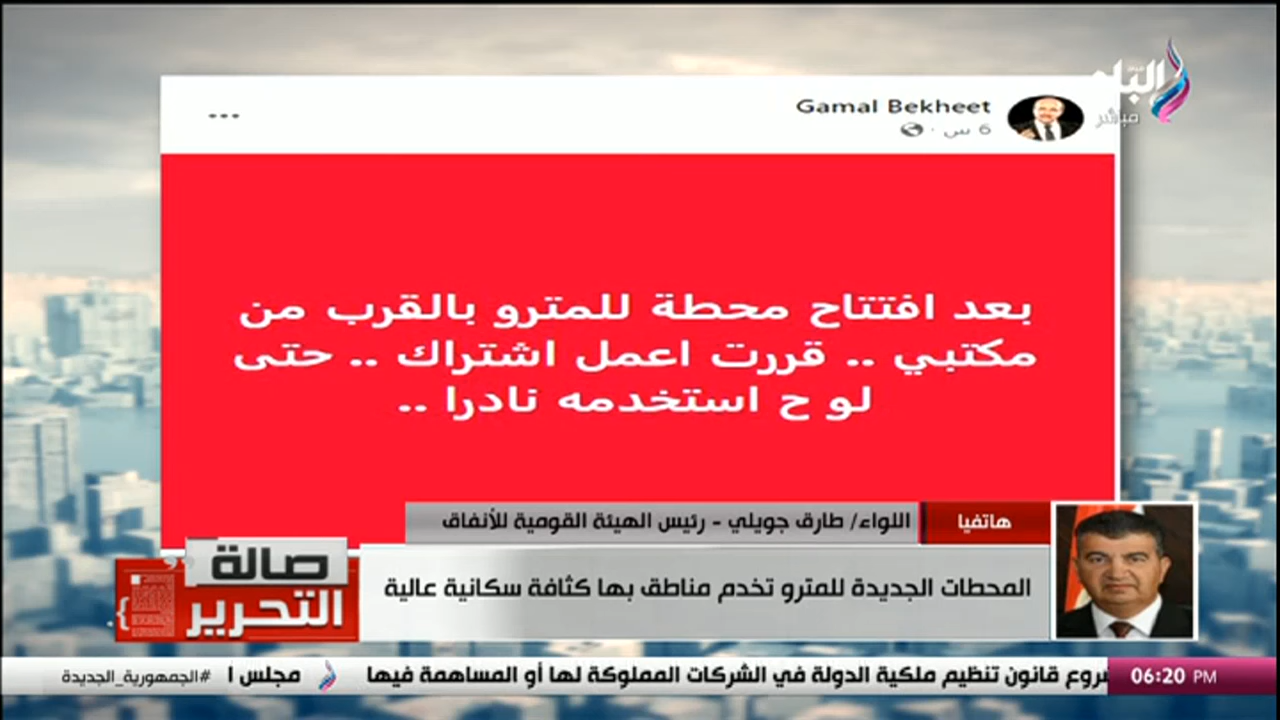 البلد
مباشر
Gamal Bekheet
6 س
بعد افتتاح محطة للمترو بالقرب من
مكتبي .. قررت اعمل اشتراك .. حتى
لو ح استخدمه نادرا ..
هاتفيا
اللواء/ طارق جويلي - رئيس الهيئة القومية للأنفاق
المحطات الجديدة للمترو تخدم مناطق بها كثافة سكانية عالية
صالة
التحرير
قانون تنظيم ملكية الدولة في الشركات المملوكة لها أو المساهمة فيها
مجلس
#الجمهورية_الجديدة
06:20 PM